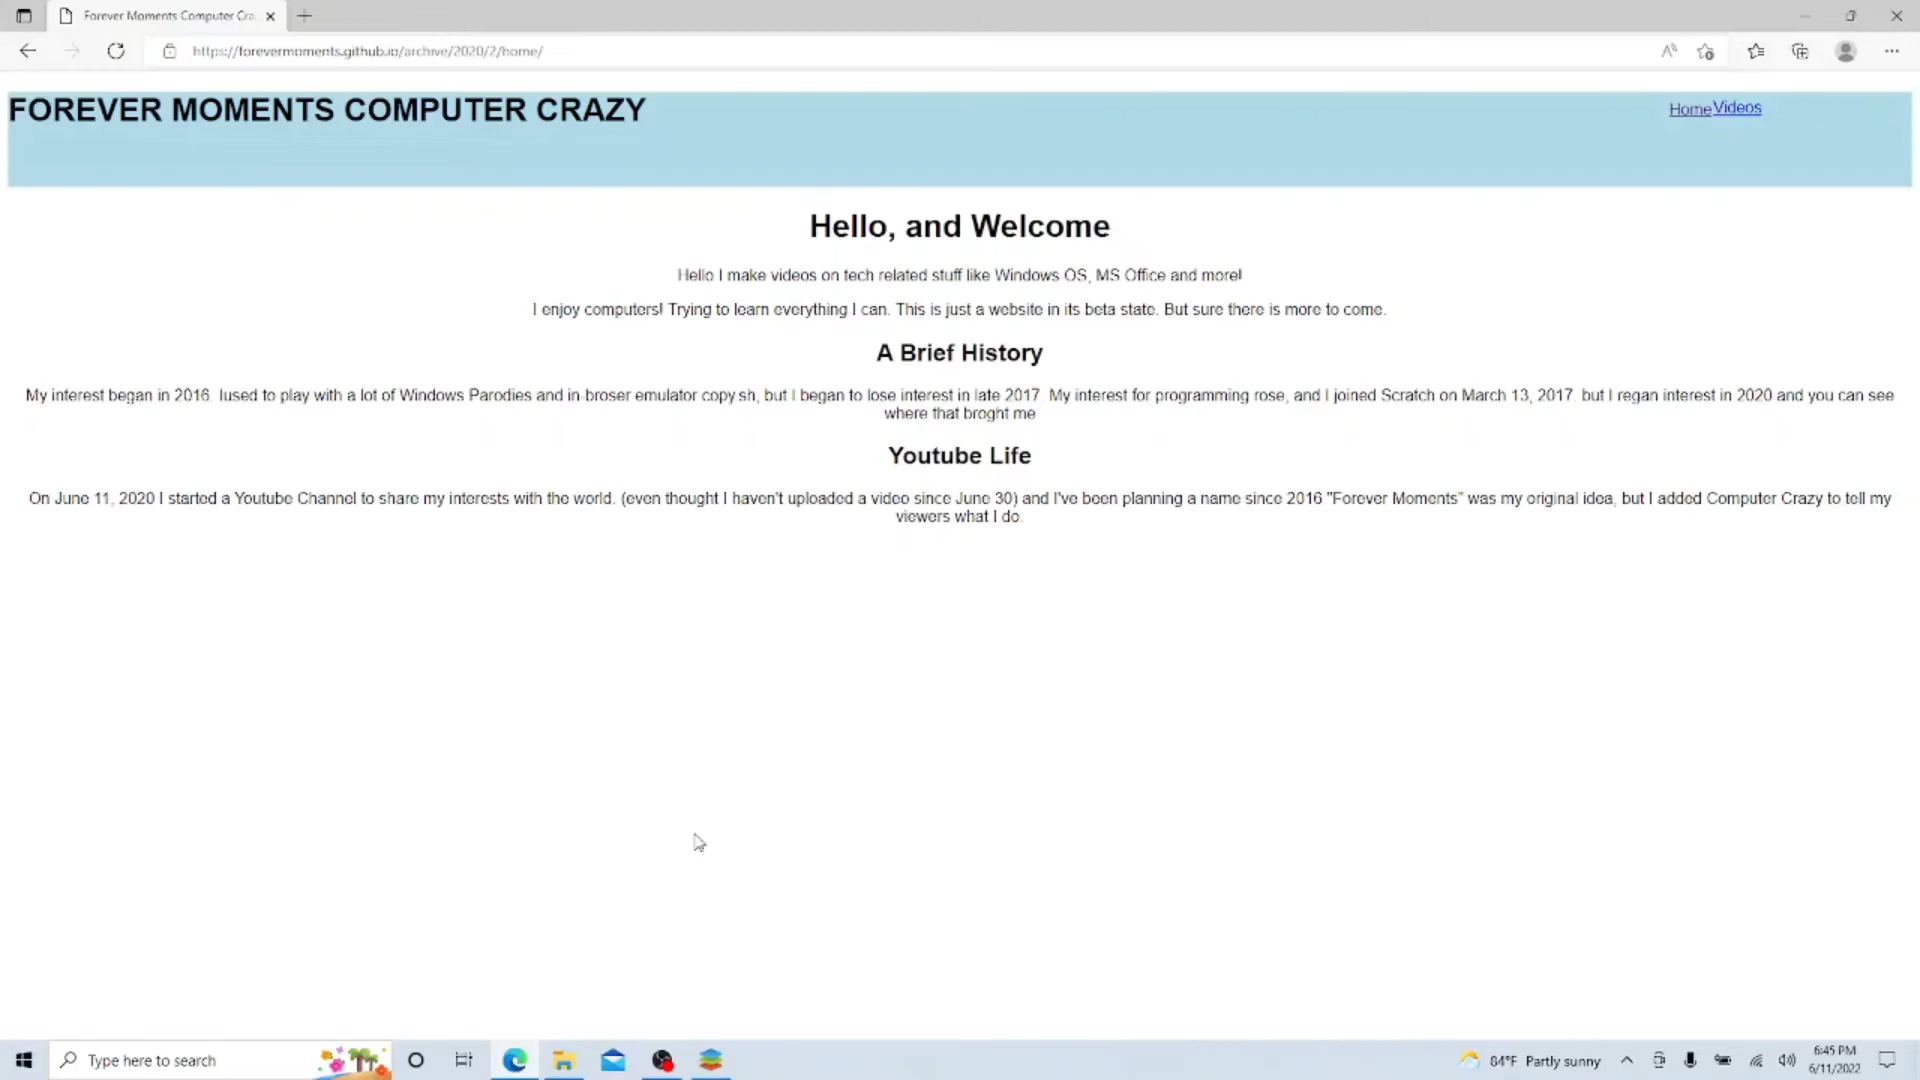 Forever Moments Computer Cra
https://forevermoments.github.io/archive/2020/2/home/
FOREVER MOMENTS COMPUTER CRAZY
Home Videos
Hello, and Welcome
Hello I make videos on tech related stuff like Windows OS, MS Office and more!
I enjoy computers! Trying to learn everything I can. This is just a website in its beta state. But sure there is more to come.
A Brief History
My interest began in 2016. Iused to play with a lot of Windows Parodies and in-broser emulator copy.sh, but I began to lose interest in late 2017. My interest for programming rose, and I joined Scratch on March 13, 2017. but I regan interest in 2020 and you can see
where that broght me
Youtube Life
On June 11, 2020 I started a Youtube Channel to share my interests with the world. (even thought I haven't uploaded a video since June 30) and I've been planning a name since 2016 "Forever Moments" was my original idea, but I added Computer Crazy to tell my
viewers what I do.
Type here to search
84°F Partly sunny
6:45 PM
6/11/2022